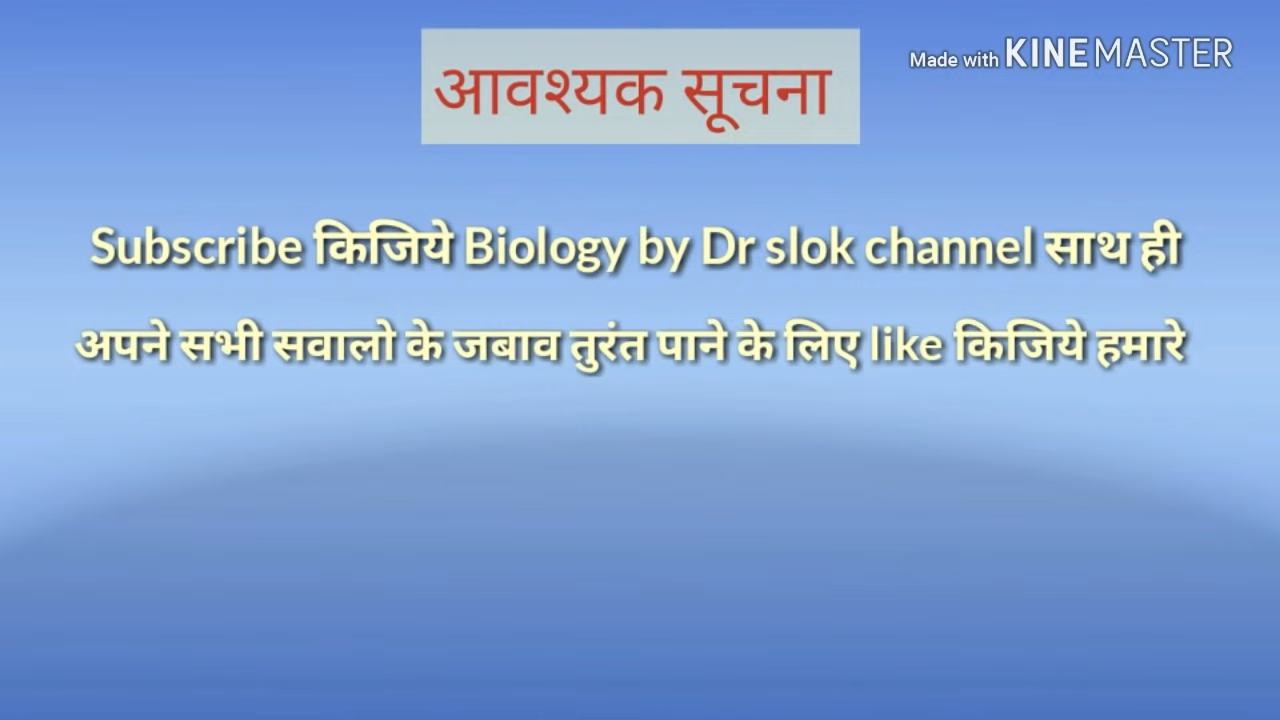 Made with KINEMASTER
आवश्यक सूचना
Subscribe किजिये Biology by Dr slok channel साथ ही
अपने सभी सवालो के जबाव तुरंत पाने के लिए like किजिये हमारे